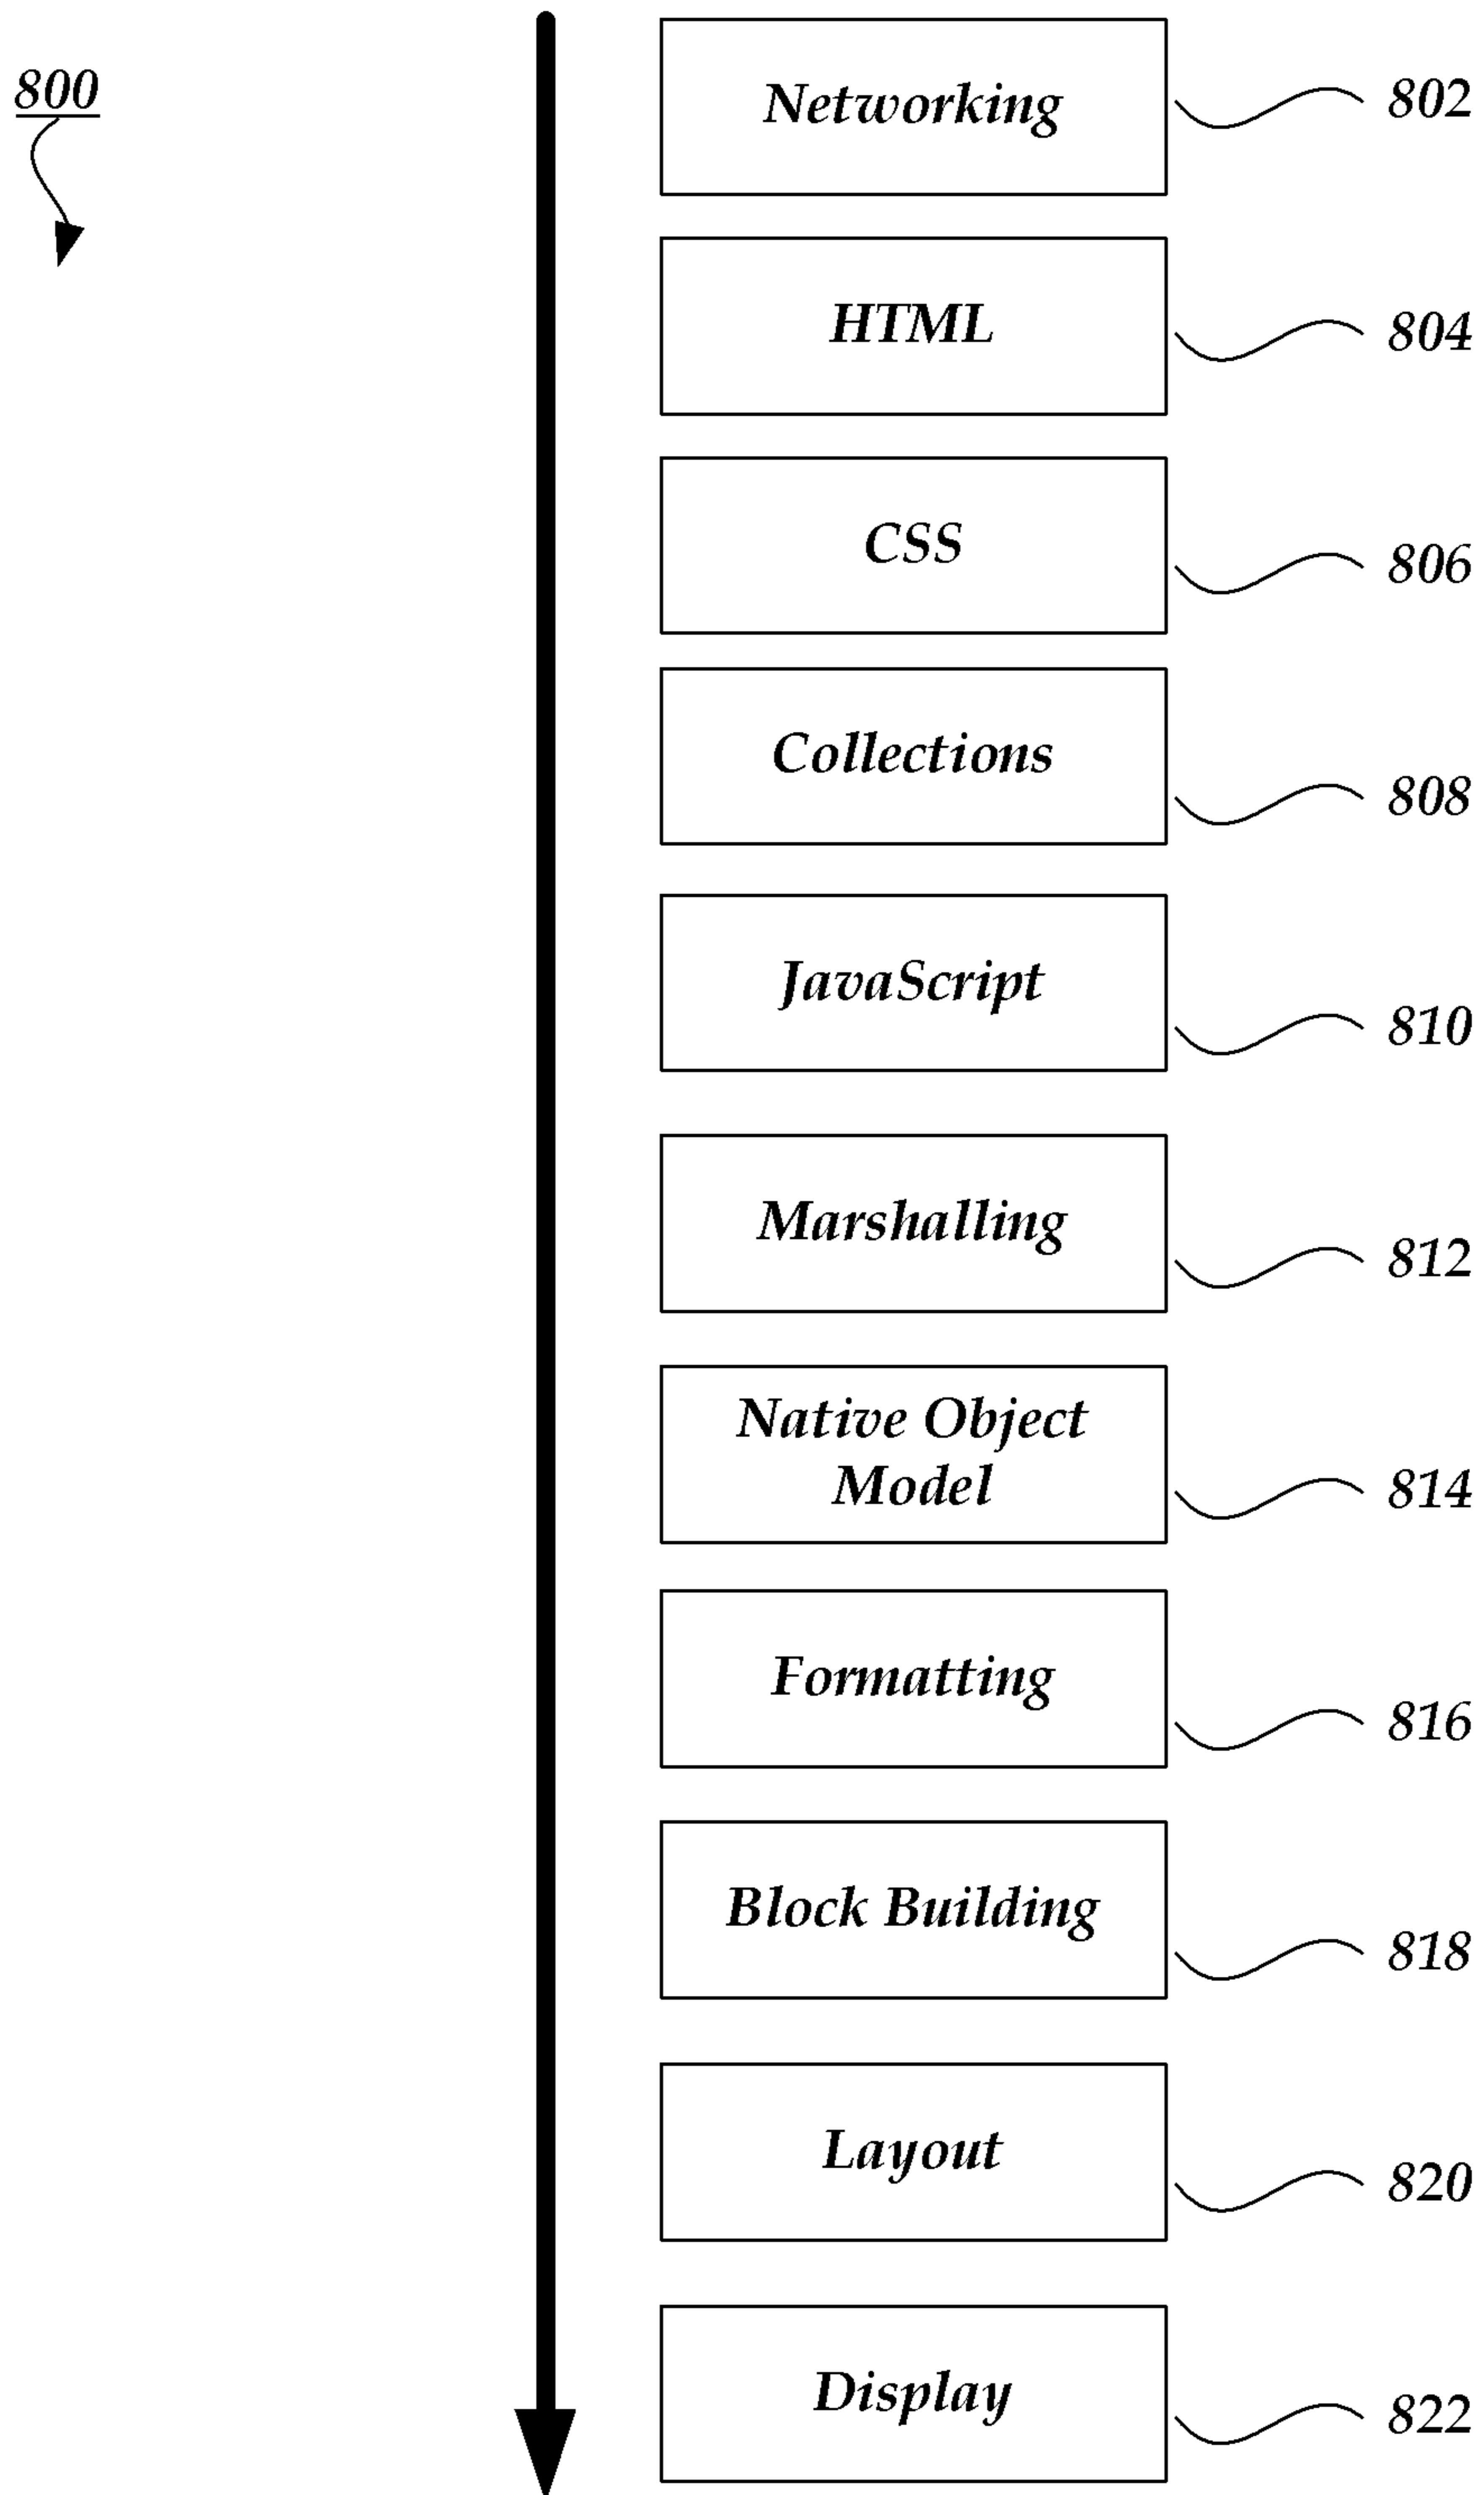 800
Networking
802
HTML
804
CSS
806
Collections
808
JavaScript
810
Marshalling
812
Native Object
Model
814
Formatting
816
Block Building
818
Layout
820
Display
822